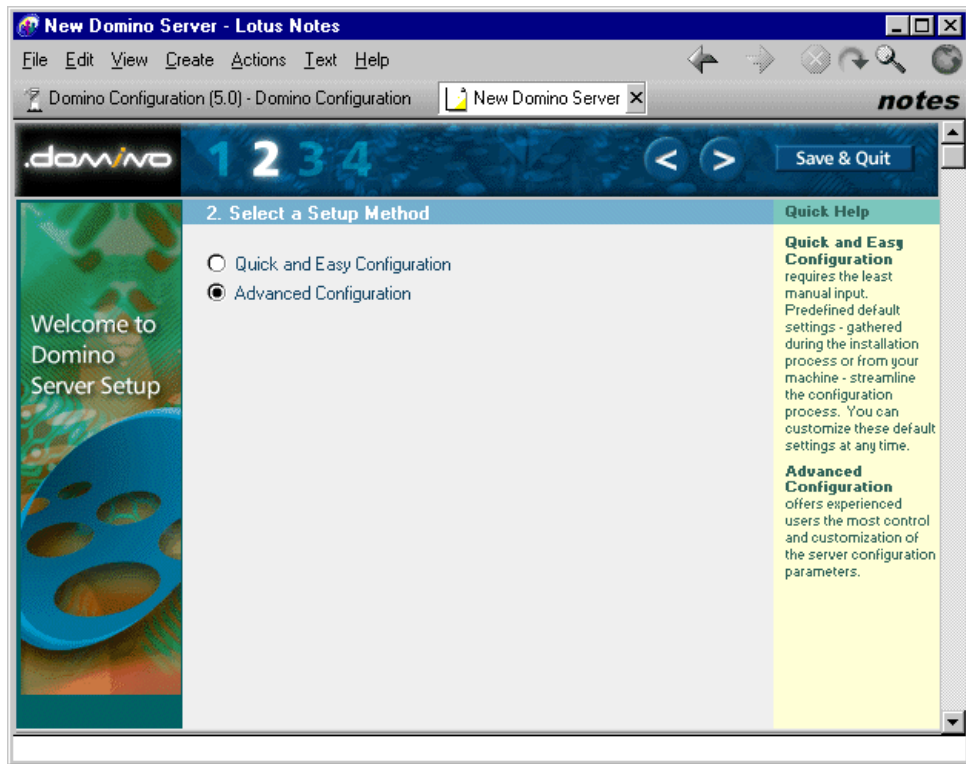 New Domino Server - Lotus Notes
File Edit View Create Actions Text Help
Domino Configuration (5.0) - Domino Configuration
New Domino Server
notes
.domino
1 2 3 4
Save & Quit
Welcome to
Domino
Server Setup
2. Select a Setup Method
Quick and Easy Configuration
Advanced Configuration
Quick Help
Quick and Easy
Configuration
requires the least
manual input.
Predefined default
settings - gathered
during the installation
process or from your
machine - streamline
the configuration
process. You can
customize these default
settings at any time.
Advanced
Configuration
offers experienced
users the most control
and customization of
the server configuration
parameters.